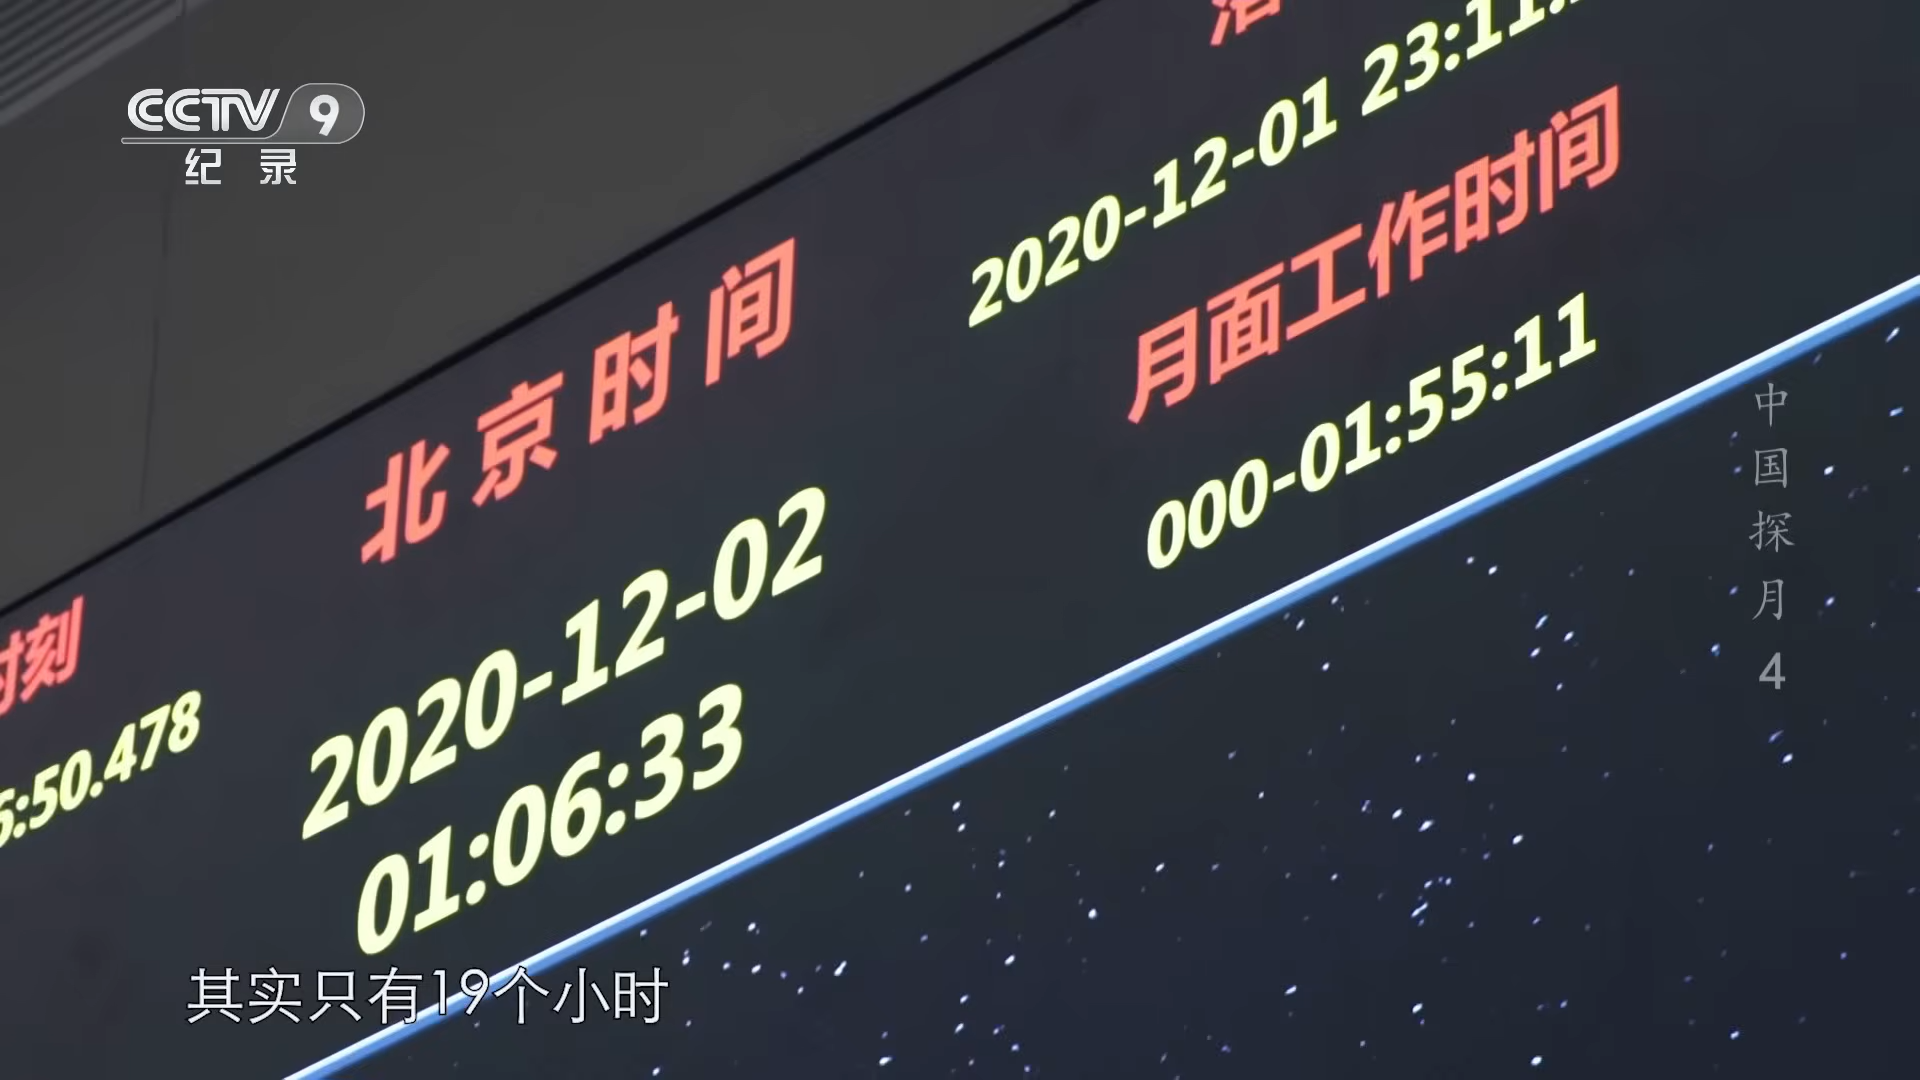 CCTV 9
纪录
时刻
:50.478
北京时间
2020-12-02
01:06:33
2020-12-01 23:11
月面工作时间
000-01:55:11
中国探月 4
其实只有19个小时